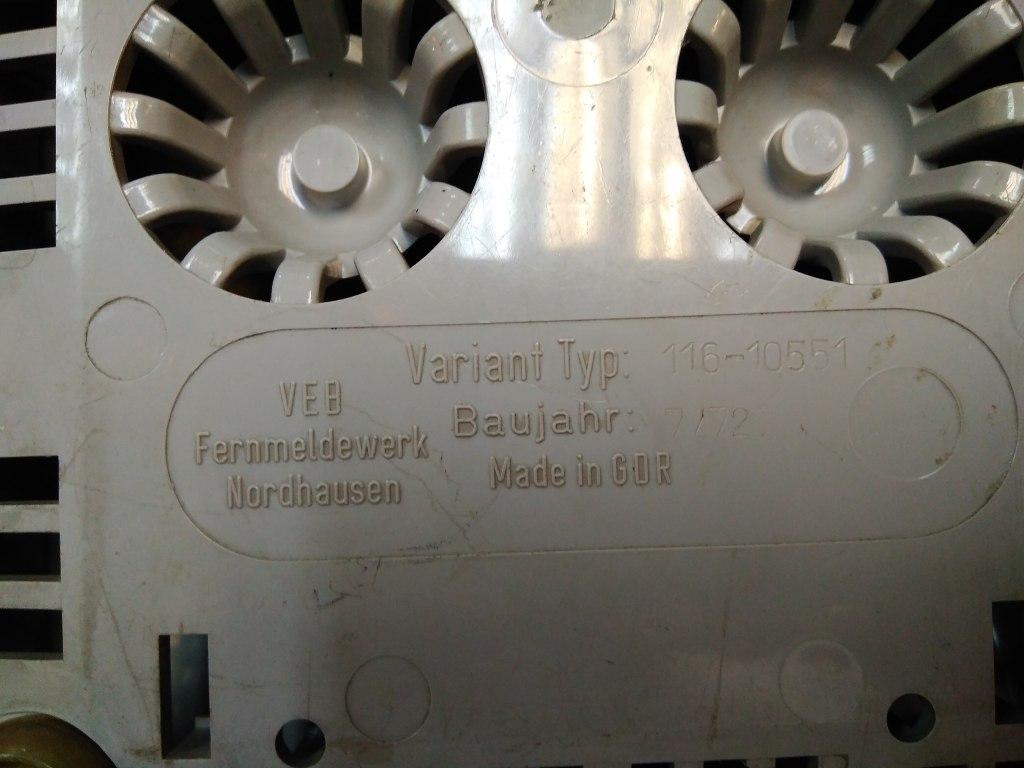 VEB
Fernmeldewerk
Nordhausen
Variant Typ: 116-10551
Baujahr: 7/72
Made in GDR